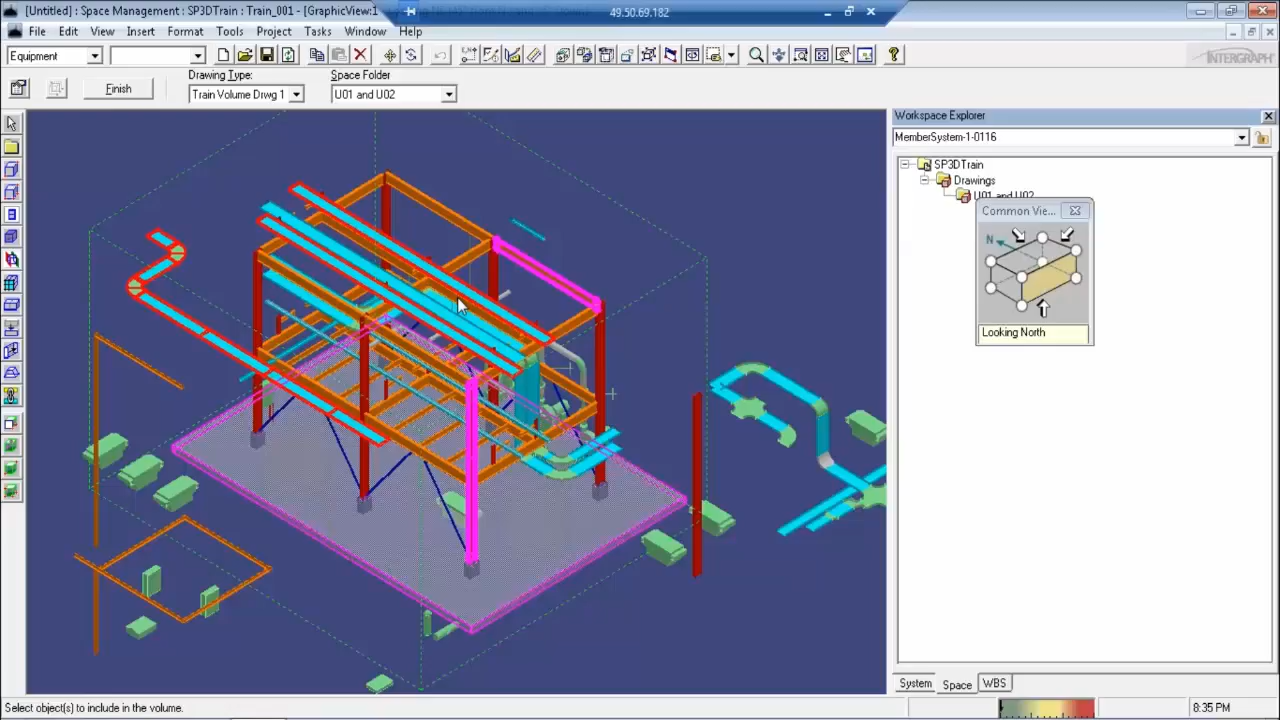 [Untitled] : Space Management : SP3DTrain : Train_001 - [GraphicView:1
49.50.69.182
File Edit View Insert Format Tools Project Tasks Window Help
Equipment
INTERGRAPH
Finish
Drawing Type:
Train Volume Drwg 1
Space Folder
U01 and U02
Workspace Explorer
MemberSystem-1-0116
SP3DTrain
Drawings
U01 and U02
Common Vie...
N
Looking North
System Space WBS
Select object(s) to include in the volume.
8:35 PM